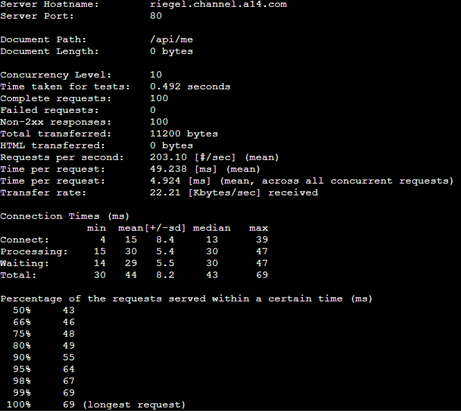 Server Hostname: riegel.channel.a14.com
Server Port: 80
Document Path: /api/me
Document Length: 0 bytes
Concurrency Level: 10
Time taken for tests: 0.492 seconds
Complete requests: 100
Failed requests: 0
Non-2xx responses: 100
Total transferred: 11200 bytes
HTML transferred: 0 bytes
Requests per second: 203.10 [#/sec] (mean)
Time per request: 49.238 [ms] (mean)
Time per request: 4.924 [ms] (mean, across all concurrent requests)
Transfer rate: 22.21 [Kbytes/sec] received
Connection Times (ms)
min mean[+/-sd] median max
Connect: 4 15 8.4 13 39
Processing: 15 30 5.4 30 47
Waiting: 14 29 5.5 30 47
Total: 30 44 8.2 43 69
Percentage of the requests served within a certain time (ms)
50% 43
66% 46
75% 48
80% 49
90% 55
95% 64
98% 67
99% 69
100% 69 (longest request)